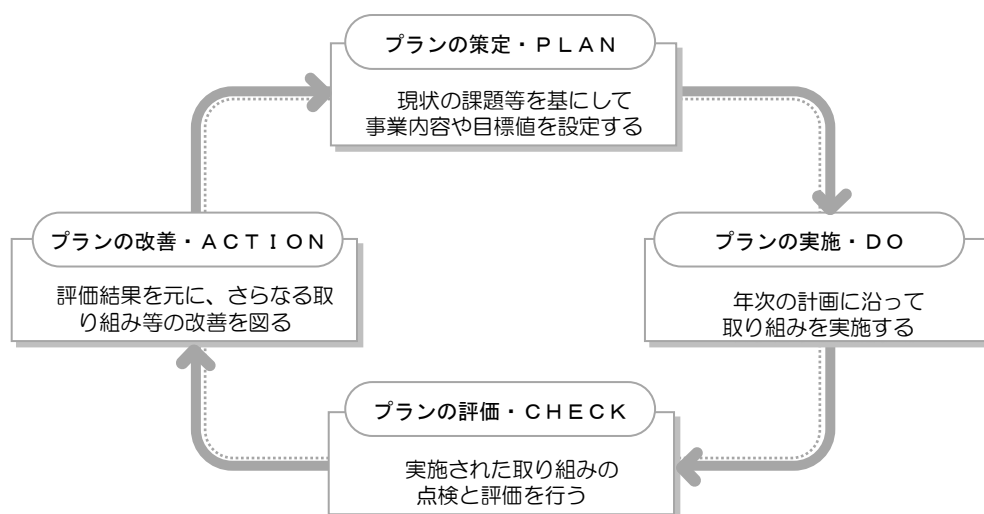 プランの策定・ＰＬＡＮ
現状の課題等を基にして
事業内容や目標値を設定する
プランの改善・ＡＣＴＩＯＮ
評価結果を元に、さらなる取
り組み等の改善を図る
プランの実施・ＤＯ
年次の計画に沿って
取り組みを実施する
プランの評価・ＣＨＥＣＫ
実施された取り組みの
点検と評価を行う